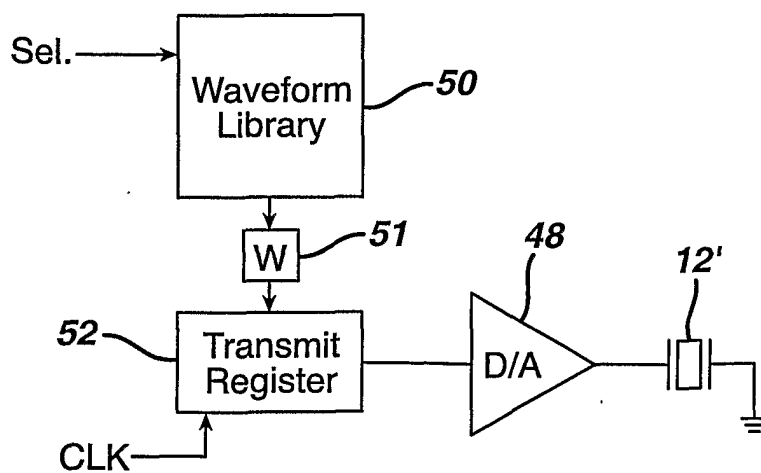 Sel.
Waveform
Library
50
W
51
52
Transmit
Register
48
D/A
12'
CLK